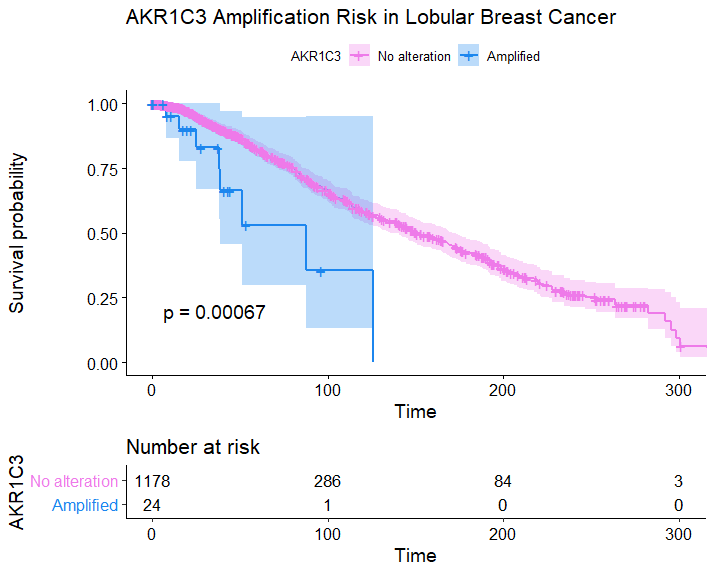 AKR1C3 Amplification Risk in Lobular Breast Cancer
AKR1C3 No alteration Amplified
Survival probability
1.00
0.75
0.50
0.25
0.00
p = 0.00067
0 100 200 300
Time
Number at risk
AKR1C3
No alteration 1178 286 84 3
Amplified 24 1 0 0
0 100 200 300
Time